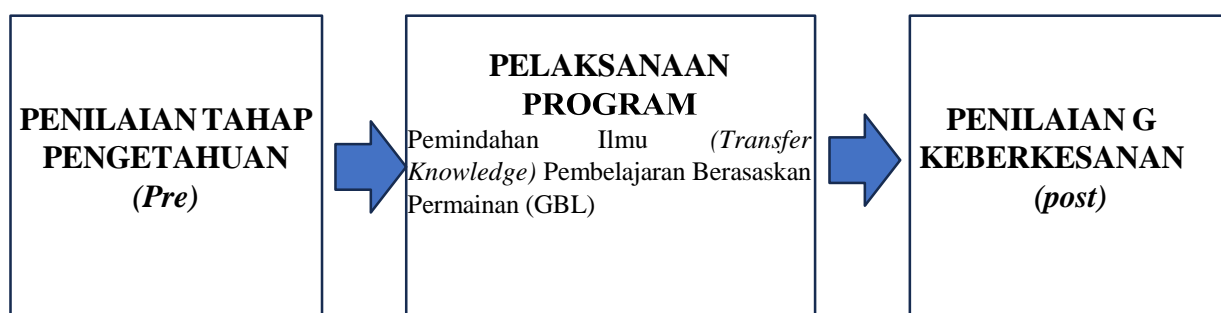 PENILAIAN TAHAP
PENGETAHUAN
(Pre)
PELAKSANAAN
PROGRAM
Pemindahan Ilmu (Transfer
Knowledge) Pembelajaran Berasaskan
Permainan (GBL)
PENILAIAN G
KEBERKESANAN
(post)